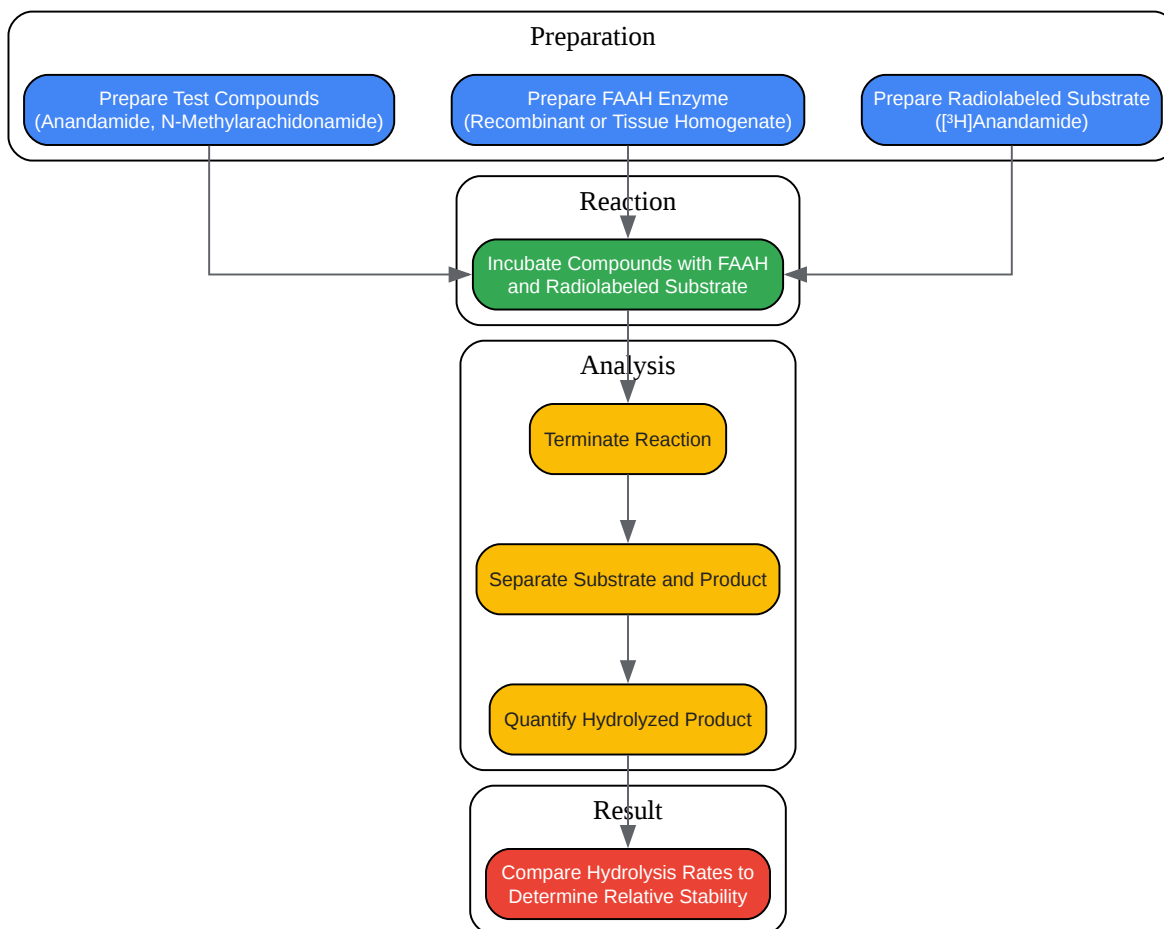 Preparation
Prepare Test Compounds
(Anandamide, N-Methylarachidonamide)
Prepare FAAH Enzyme
(Recombinant or Tissue Homogenate)
Prepare Radiolabeled Substrate
([³H]Anandamide)
Reaction
Incubate Compounds with FAAH
and Radiolabeled Substrate
Analysis
Terminate Reaction
Separate Substrate and Product
Quantify Hydrolyzed Product
Result
Compare Hydrolysis Rates to
Determine Relative Stability